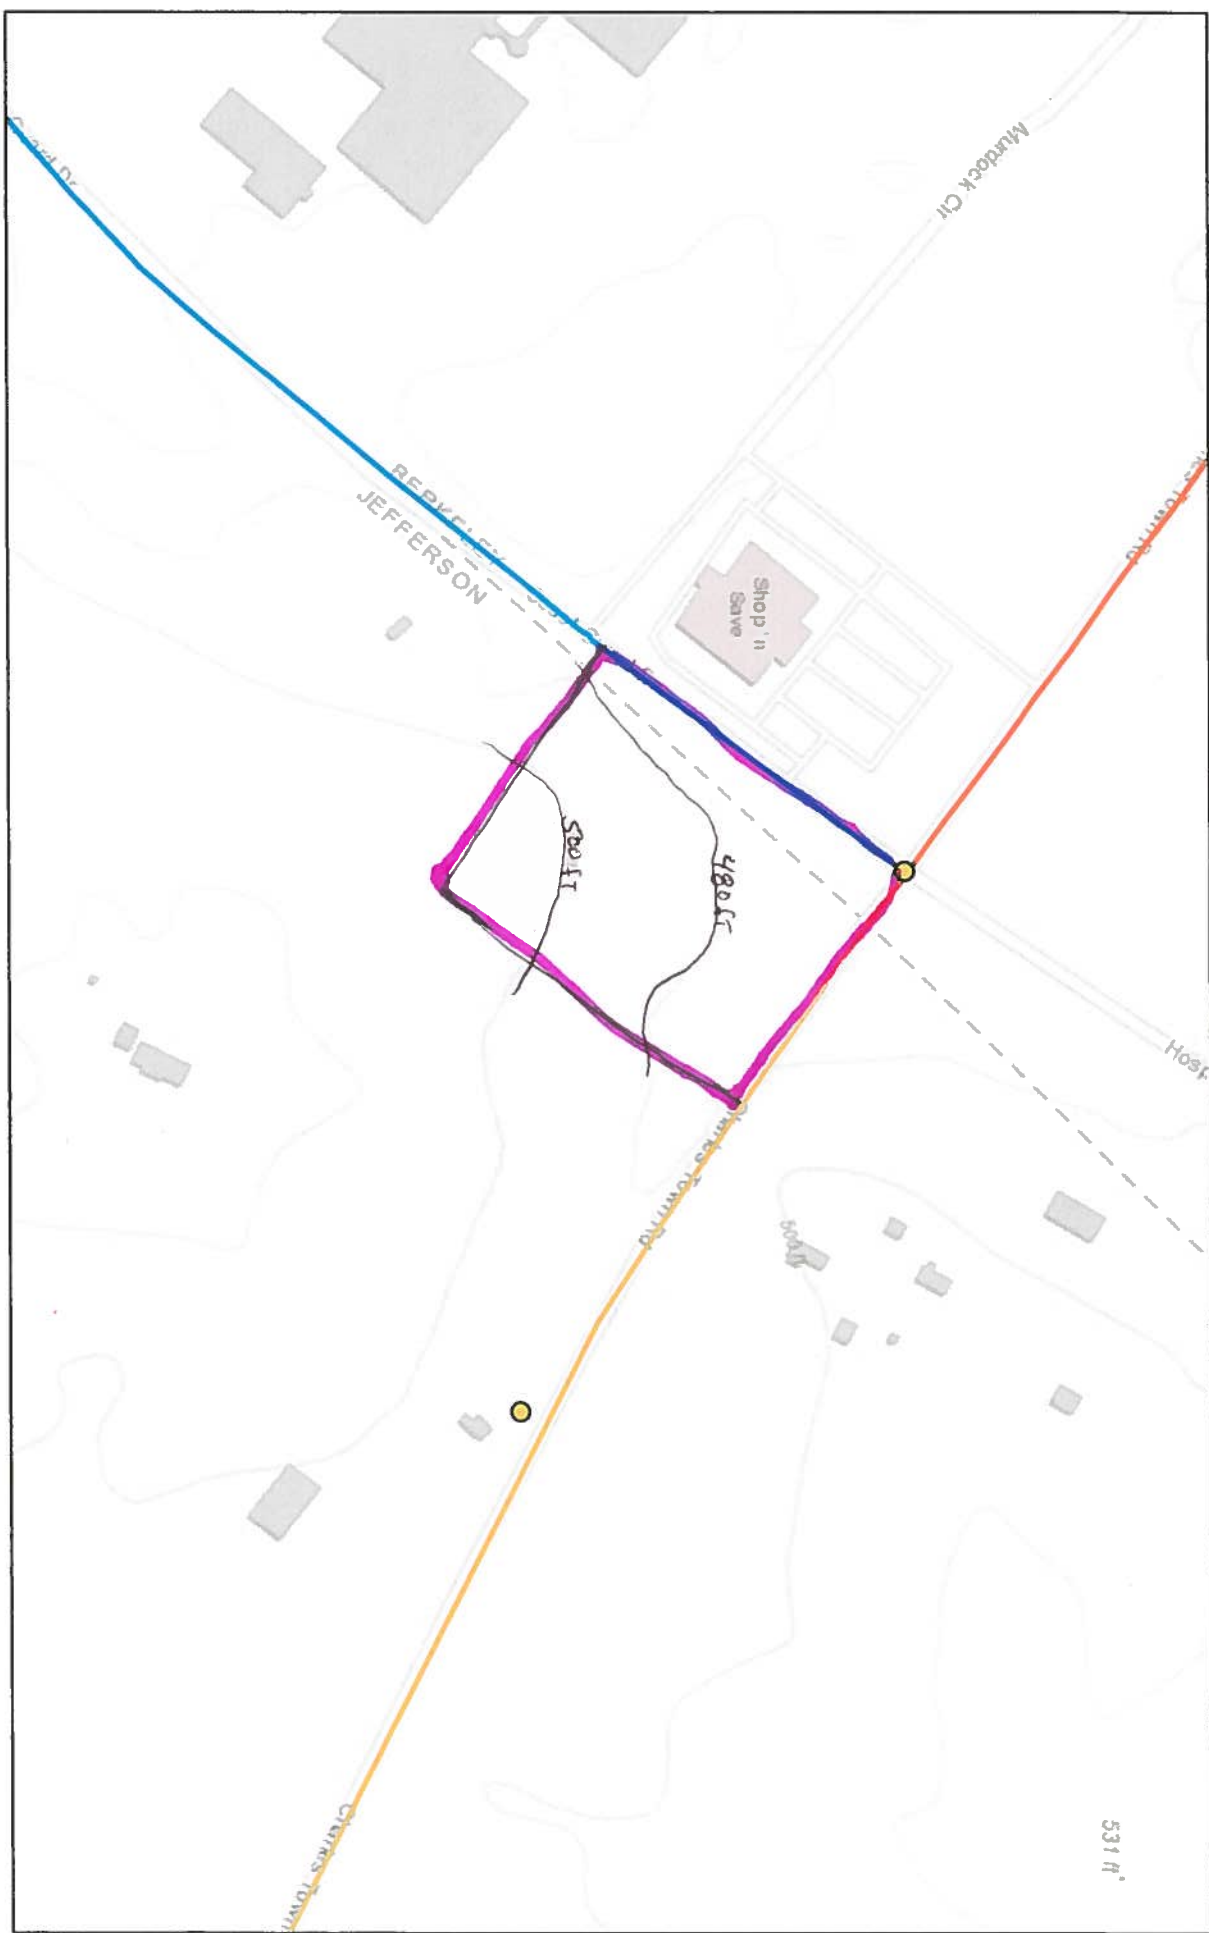 Murdock Cir
BERKELEY
JEFFERSON
Shop 'n
Save
500 ft
480 ft
Hosp
Town Rd
500 ft
531 ft
Charles Town